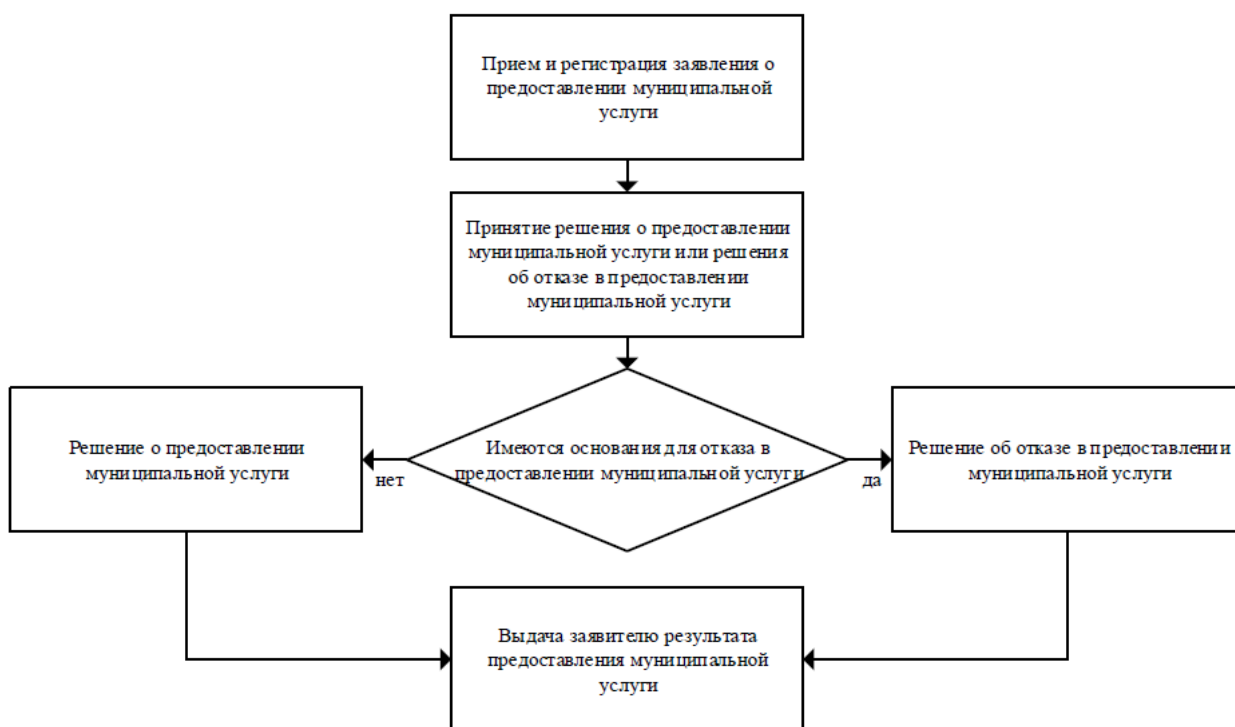 Прием и регистрация заявления о
предоставлении муниципальной
услуги
Принятие решения о предоставлении
муниципальной услуги или решения
об отказе в предоставлении
муниципальной услуги
Решение о предоставлении
муниципальной услуги
нет
Имеются основания для отказа в
предоставлении муниципальной услуги
да
Решение об отказе в предоставлении
муниципальной услуги
Выдача заявителю результата
предоставления муниципальной
услуги